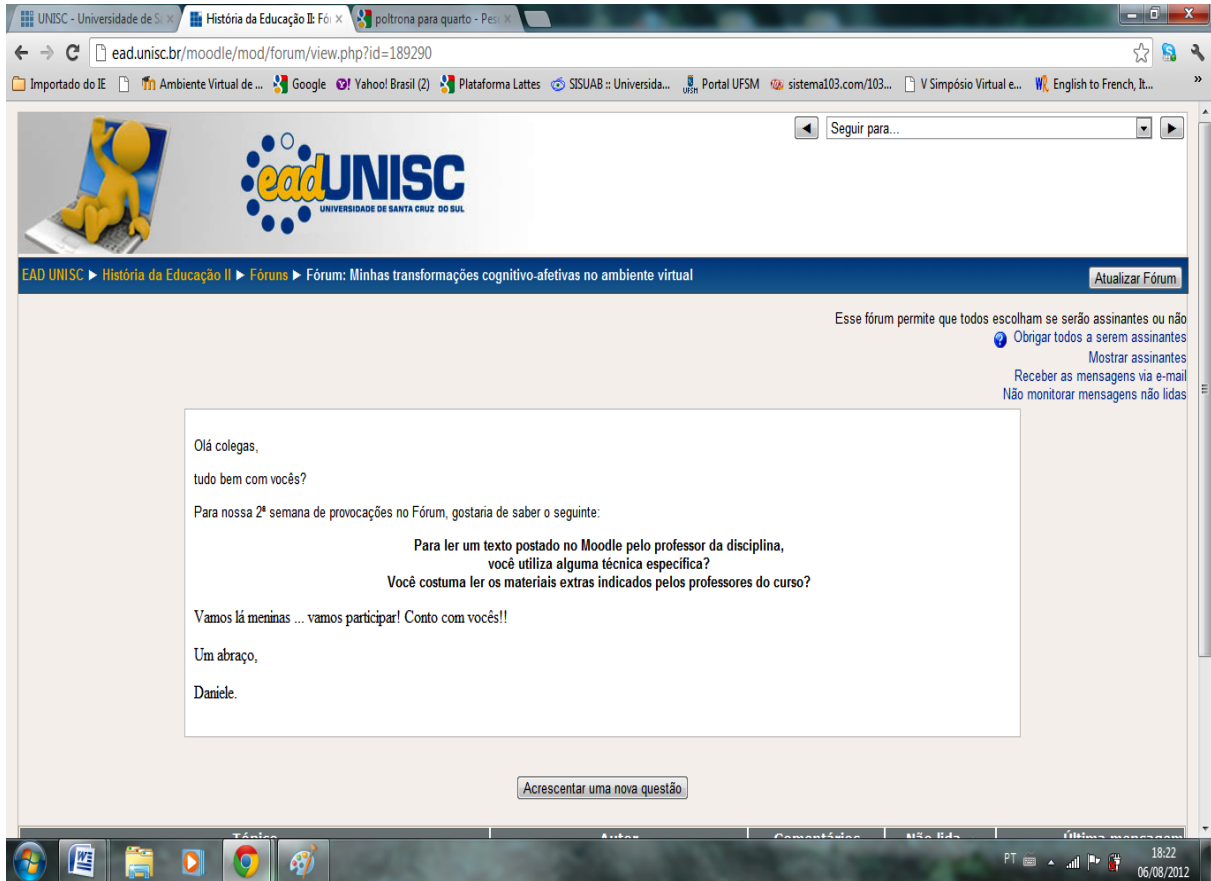 UNISC - Universidade de S
História da Educação II: Fó
poltrona para quarto - Pes
ead.unisc.br/moodle/mod/forum/view.php?id=189290
Importado do IE Ambiente Virtual de ... Google Yahoo! Brasil (2) Plataforma Lattes SISUAB :: Universida... Portal UFSM sistema103.com/103... V Simpósio Virtual e... English to French, It... »
Seguir para...
eadUNISC
UNIVERSIDADE DE SANTA CRUZ DO SUL
EAD UNISC ► História da Educação II ► Fóruns ► Fórum: Minhas transformações cognitivo-afetivas no ambiente virtual
Atualizar Fórum
Esse fórum permite que todos escolham se serão assinantes ou não
Obrigar todos a serem assinantes
Mostrar assinantes
Receber as mensagens via e-mail
Não monitorar mensagens não lidas
Olá colegas,
tudo bem com vocês?
Para nossa 2ª semana de provocações no Fórum, gostaria de saber o seguinte:
Para ler um texto postado no Moodle pelo professor da disciplina,
você utiliza alguma técnica específica?
Você costuma ler os materiais extras indicados pelos professores do curso?
Vamos lá meninas ... vamos participar! Conto com vocês!!
Um abraço,
Daniele.
Acrescentar uma nova questão
Tópico Autor Comentários Não lida Última mensagem
PT 18:22
06/08/2012